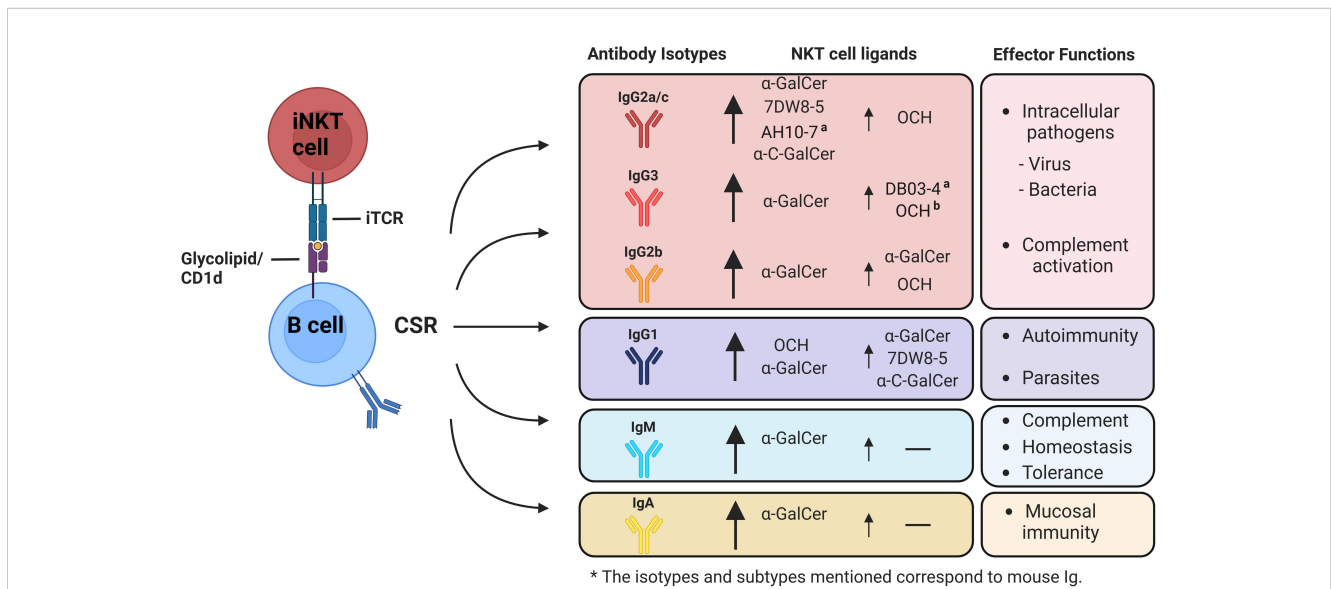 Antibody Isotypes
NKT cell ligands
Effector Functions
iNKT
cell
iTCR
Glycolipid/
CD1d
B cell
CSR
IgG2a/c
α-GalCer
7DW8-5
AH10-7 a
α-C-GalCer
OCH
IgG3
α-GalCer
DB03-4 a
OCH b
IgG2b
α-GalCer
α-GalCer
OCH
• Intracellular
pathogens
- Virus
- Bacteria
• Complement
activation
IgG1
OCH
α-GalCer
α-GalCer
7DW8-5
α-C-GalCer
• Autoimmunity
• Parasites
IgM
α-GalCer
—
• Complement
• Homeostasis
• Tolerance
IgA
α-GalCer
—
• Mucosal
immunity
* The isotypes and subtypes mentioned correspond to mouse Ig.